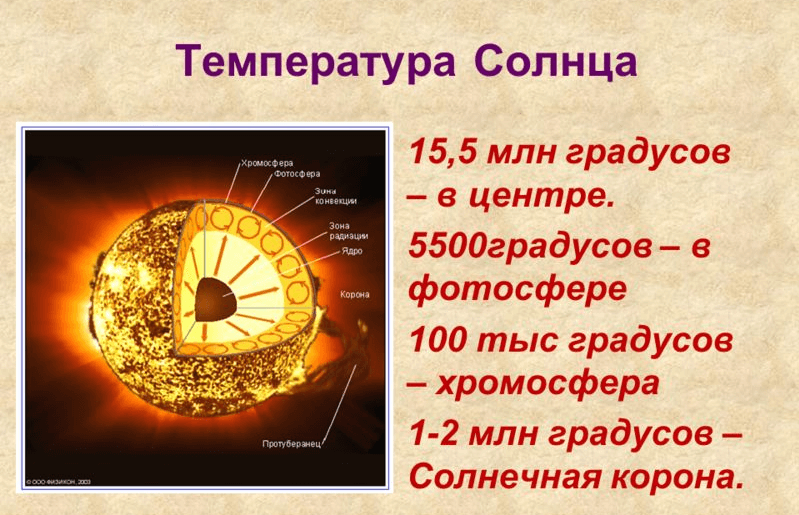 Температура Солнца
Хромосфера
Фотосфера
Зона
конвекции
Зона
радиации
Ядро
Корона
Протуберанец
© ООО ФИЗИКОН, 2003
15,5 млн градусов
– в центре.
5500градусов – в
фотосфере
100 тыс градусов
– хромосфера
1-2 млн градусов –
Солнечная корона.